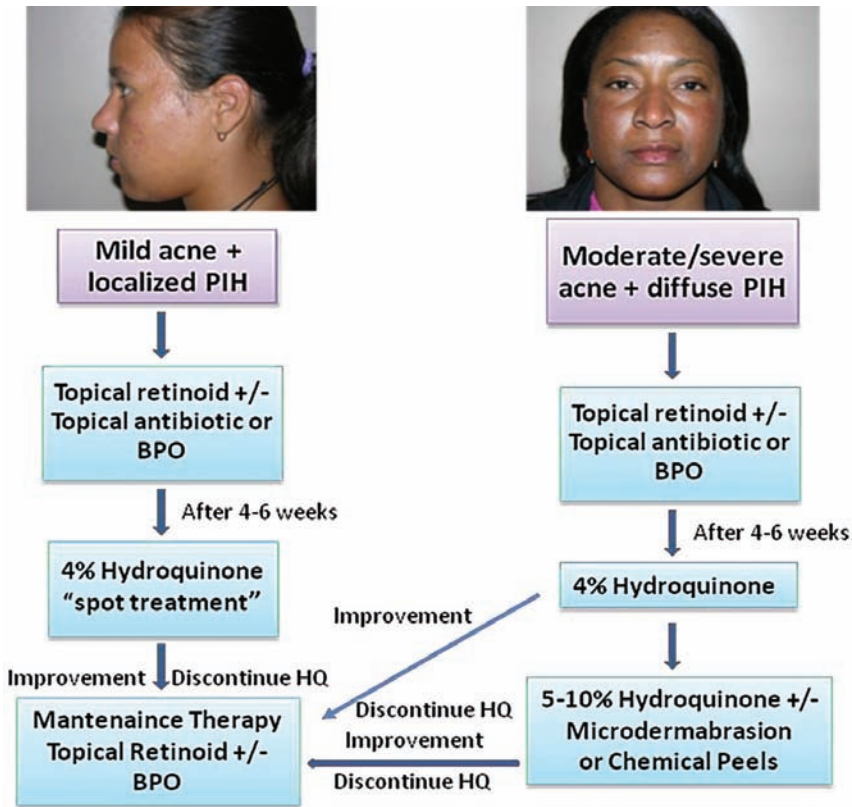 Mild acne +
localized PIH
Topical retinoid +/-
Topical antibiotic or
BPO
After 4-6 weeks
4% Hydroquinone
“spot treatment”
Improvement
Discontinue HQ
Mantenaince Therapy
Topical Retinoid +/-
BPO
Moderate/severe
acne + diffuse PIH
Topical retinoid +/-
Topical antibiotic or
BPO
After 4-6 weeks
4% Hydroquinone
Improvement
Discontinue HQ
5-10% Hydroquinone +/-
Microdermabrasion
or Chemical Peels
Improvement
Discontinue HQ